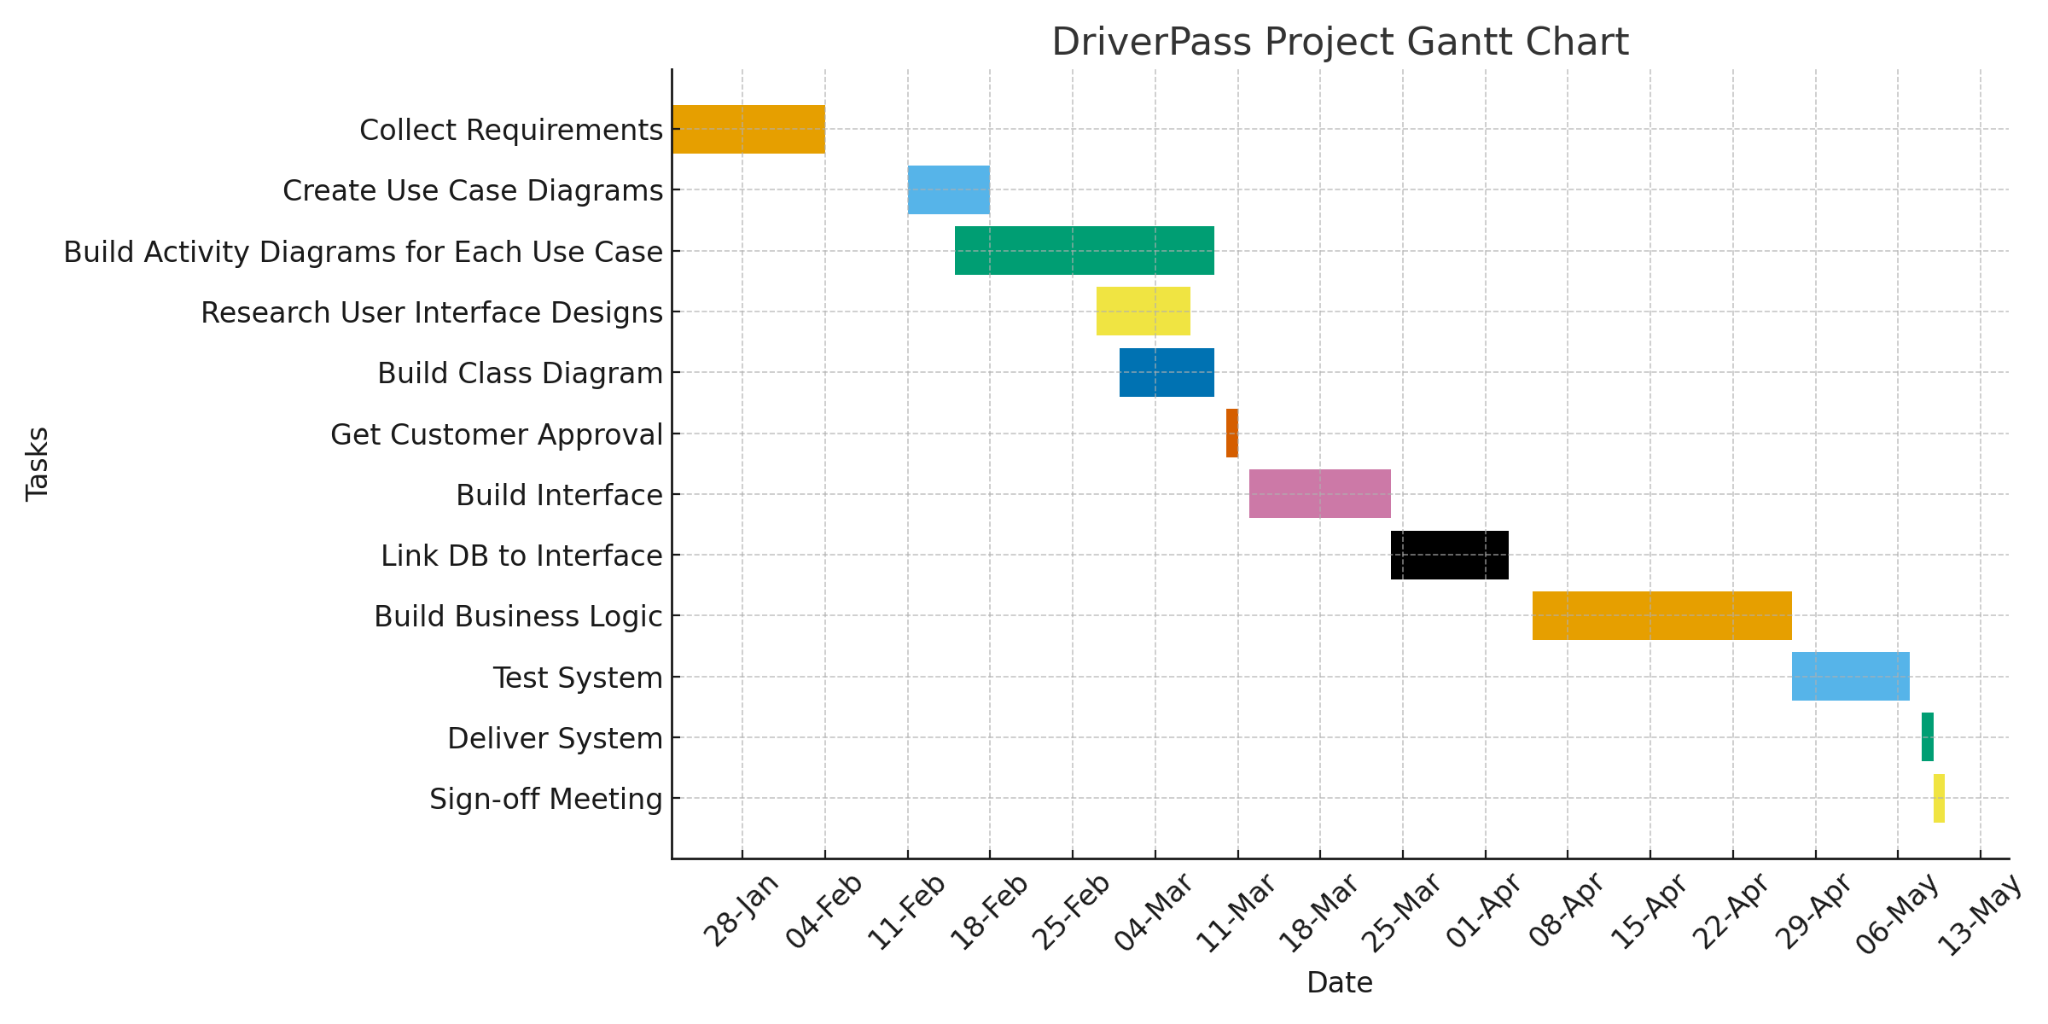 DriverPass Project Gantt Chart
Collect Requirements
Create Use Case Diagrams
Build Activity Diagrams for Each Use Case
Research User Interface Designs
Build Class Diagram
Get Customer Approval
Build Interface
Link DB to Interface
Build Business Logic
Test System
Deliver System
Sign-off Meeting
Tasks
28-Jan
04-Feb
11-Feb
18-Feb
25-Feb
04-Mar
11-Mar
18-Mar
25-Mar
01-Apr
08-Apr
15-Apr
22-Apr
29-Apr
06-May
13-May
Date